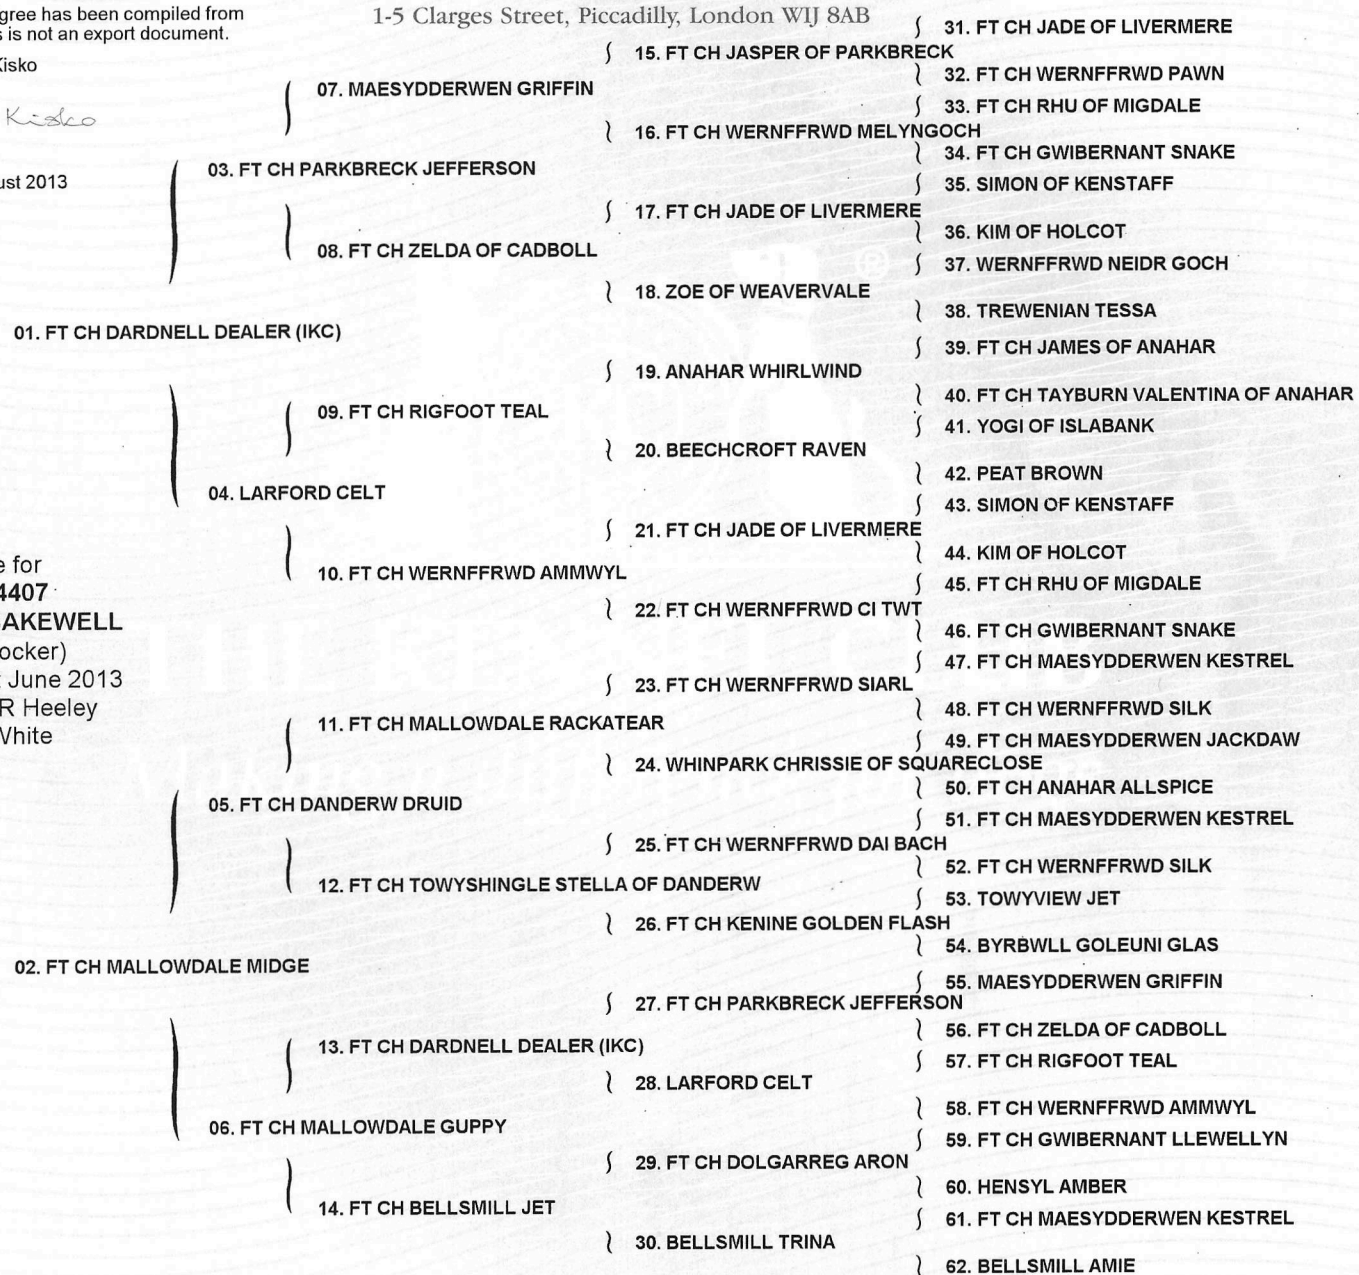 gree has been compiled from
s is not an export document.
Kisko
Kisko
ust 2013
e for
4407
BAKEWELL
ocker)
t June 2013
R Heeley
White
1-5 Clarges Street, Piccadilly, London W1J 8AB
01. FT CH DARDNELL DEALER (IKC)
02. FT CH MALLOWDALE MIDGE
03. FT CH PARKBRECK JEFFERSON
04. LARFORD CELT
05. FT CH DANDERW DRUID
06. FT CH MALLOWDALE GUPPY
07. MAESYDDERWEN GRIFFIN
08. FT CH ZELDA OF CADBOLL
09. FT CH RIGFOOT TEAL
10. FT CH WERNFFRWD AMMWYL
11. FT CH MALLOWDALE RACKATEAR
12. FT CH TOWYSHINGLE STELLA OF DANDERW
13. FT CH DARDNELL DEALER (IKC)
14. FT CH BELLSMILL JET
15. FT CH JASPER OF PARKBRECK
16. FT CH WERNFFRWD MELYNGOCH
17. FT CH JADE OF LIVERMERE
18. ZOE OF WEAVERVALE
19. ANAHAR WHIRLWIND
20. BEECHCROFT RAVEN
21. FT CH JADE OF LIVERMERE
22. FT CH WERNFFRWD CI TWT
23. FT CH WERNFFRWD SIARL
24. WHINPARK CHRISSIE OF SQUARECLOSE
25. FT CH WERNFFRWD DAI BACH
26. FT CH KENINE GOLDEN FLASH
27. FT CH PARKBRECK JEFFERSON
28. LARFORD CELT
29. FT CH DOLGARREG ARON
30. BELLSMILL TRINA
31. FT CH JADE OF LIVERMERE
32. FT CH WERNFFRWD PAWN
33. FT CH RHU OF MIGDALE
34. FT CH GWIBERNANT SNAKE
35. SIMON OF KENSTAFF
36. KIM OF HOLCOT
37. WERNFFRWD NEIDR GOCH
38. TREWENIAN TESSA
39. FT CH JAMES OF ANAHAR
40. FT CH TAYBURN VALENTINA OF ANAHAR
41. YOGI OF ISLABANK
42. PEAT BROWN
43. SIMON OF KENSTAFF
44. KIM OF HOLCOT
45. FT CH RHU OF MIGDALE
46. FT CH GWIBERNANT SNAKE
47. FT CH MAESYDDERWEN KESTREL
48. FT CH WERNFFRWD SILK
49. FT CH MAESYDDERWEN JACKDAW
50. FT CH ANAHAR ALLSPICE
51. FT CH MAESYDDERWEN KESTREL
52. FT CH WERNFFRWD SILK
53. TOWYVIEW JET
54. BYRBWLL GOLEUNI GLAS
55. MAESYDDERWEN GRIFFIN
56. FT CH ZELDA OF CADBOLL
57. FT CH RIGFOOT TEAL
58. FT CH WERNFFRWD AMMWYL
59. FT CH GWIBERNANT LLEWELLYN
60. HENSYL AMBER
61. FT CH MAESYDDERWEN KESTREL
62. BELLSMILL AMIE